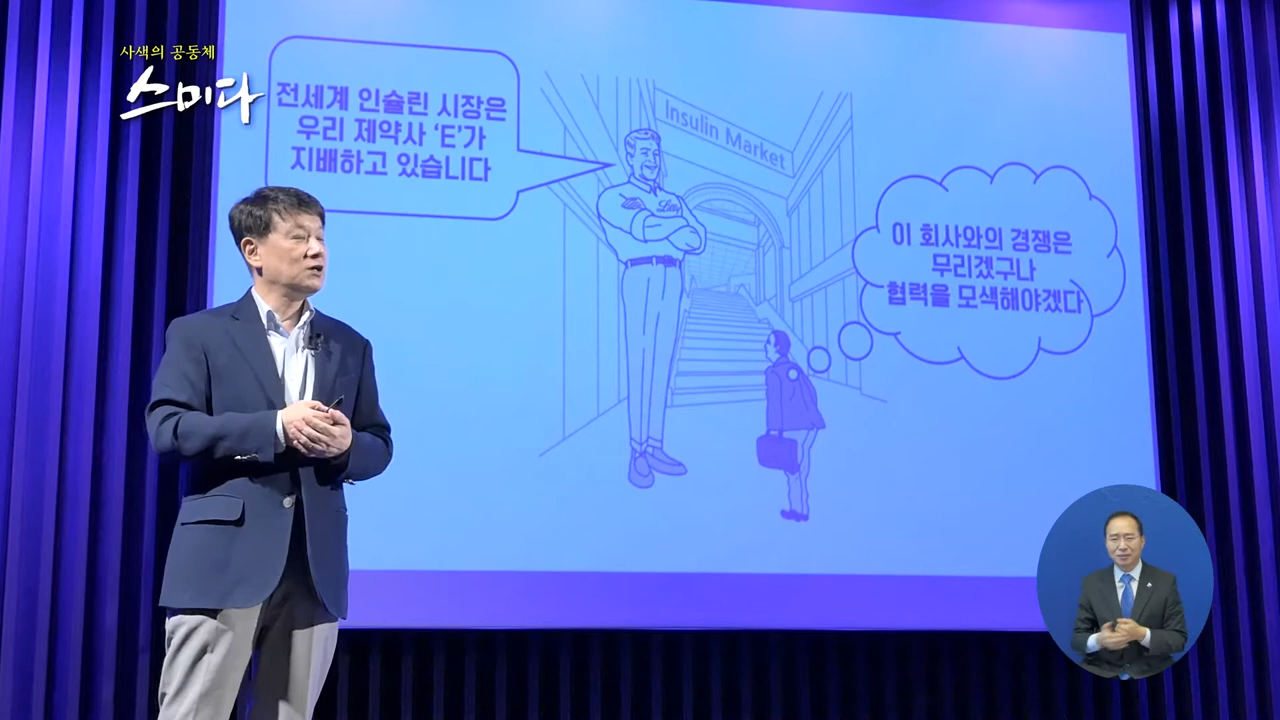 사색의 공동체
스미다
전세계 인슐린 시장은
우리 제약사 ‘E’가
지배하고 있습니다
Insulin Market
Lilly
이 회사와의 경쟁은
무리겠구나
협력을 모색해야겠다